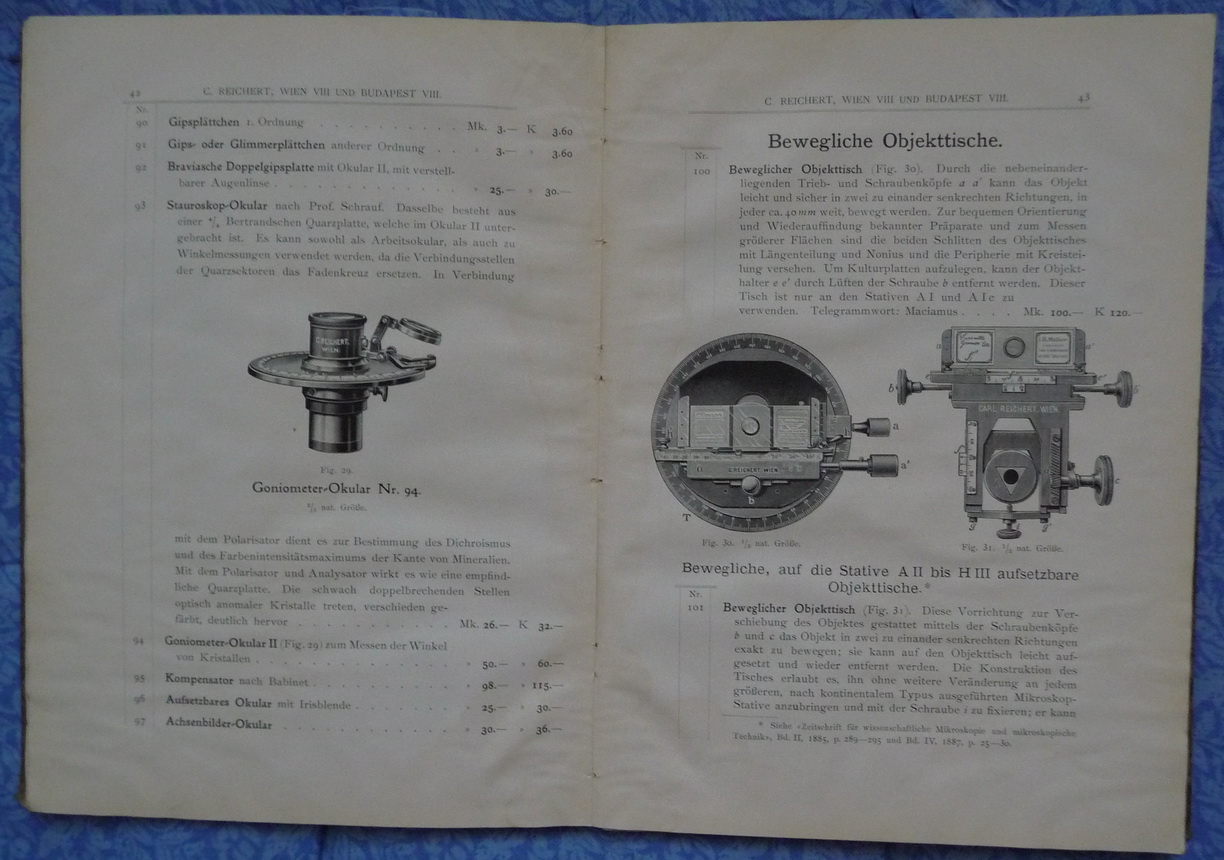 42
C. REICHERT, WIEN VIII UND BUDAPEST VIII.
Nr.
90 Gipsplättchen 1. Ordnung . . . . . . . . . . Mk. 3.— K 3.60
91 Gips- oder Glimmerplättchen anderer Ordnung . . » 3.— » 3.60
92 Braviasche Doppelgipsplatte mit Okular II, mit verstell-
barer Augenlinse . . . . . . . . . . . . . » 25.— » 30.—
93 Stauroskop-Okular nach Prof. Schrauf. Dasselbe besteht aus
einer ⁴/₄ Bertrandschen Quarzplatte, welche im Okular II unter-
gebracht ist. Es kann sowohl als Arbeitsokular, als auch zu
Winkelmessungen verwendet werden, da die Verbindungsstellen
der Quarzsektoren das Fadenkreuz ersetzen. In Verbindung
C. REICHERT,
WIEN.
Fig. 29.
Goniometer-Okular Nr. 94.
nat. Größe.
mit dem Polarisator dient es zur Bestimmung des Dichroismus
und des Farbenintensitätsmaximums der Kante von Mineralien.
Mit dem Polarisator und Analysator wirkt es wie eine empfind-
liche Quarzplatte. Die schwach doppelbrechenden Stellen
optisch anomaler Kristalle treten, verschieden ge-
färbt, deutlich hervor . . . . . . . . . . . Mk. 26.— K 32.—
94 Goniometer-Okular II (Fig. 29) zum Messen der Winkel
von Kristallen . . . . . . . . . . . . . . » 50.— » 60.—
95 Kompensator nach Babinet . . . . . . . . . . » 98.— » 115.—
96 Aufsetzbares Okular mit Irisblende . . . . . . . » 25.— » 30.—
97 Achsenbilder-Okular . . . . . . . . . . . . » 30.— » 36.—
C. REICHERT, WIEN VIII UND BUDAPEST VIII.
43
Bewegliche Objekttische.
Nr.
100 Beweglicher Objekttisch (Fig. 30). Durch die nebeneinander-
liegenden Trieb- und Schraubenköpfe a a' kann das Objekt
leicht und sicher in zwei zu einander senkrechten Richtungen, in
jeder ca. 40 mm weit, bewegt werden. Zur bequemen Orientierung
und Wiederauffindung bekannter Präparate und zum Messen
größerer Flächen sind die beiden Schlitten des Objekttisches
mit Längenteilung und Nonius und die Peripherie mit Kreistei-
lung versehen. Um Kulturplatten aufzulegen, kann der Objekt-
halter e e' durch Lüften der Schraube b entfernt werden. Dieser
Tisch ist nur an den Stativen A I und A I c zu
verwenden. Telegrammwort: Maciamus . . . . Mk. 100.— K 120.—
C. REICHERT WIEN.
a
a'
b
T
CARL REICHERT, WIEN.
b
b
c
Fig. 30. ½ nat. Größe.
Fig. 31. ½ nat. Größe.
Bewegliche, auf die Stative A II bis H III aufsetzbare
Objekttische.*
Nr.
101 Beweglicher Objekttisch (Fig. 31). Diese Vorrichtung zur Ver-
schiebung des Objektes gestattet mittels der Schraubenköpfe
b und c das Objekt in zwei zu einander senkrechten Richtungen
exakt zu bewegen; sie kann auf den Objekttisch leicht auf-
gesetzt und wieder entfernt werden. Die Konstruktion des
Tisches erlaubt es, ihn ohne weitere Veränderung an jedem
größeren, nach kontinentalem Typus ausgeführten Mikroskop-
Stative anzubringen und mit der Schraube i zu fixieren; er kann
* Siehe »Zeitschrift für wissenschaftliche Mikroskopie und mikroskopische
Technik«, Bd. II, 1885, p. 289—295 und Bd. IV, 1887, p. 25—30.